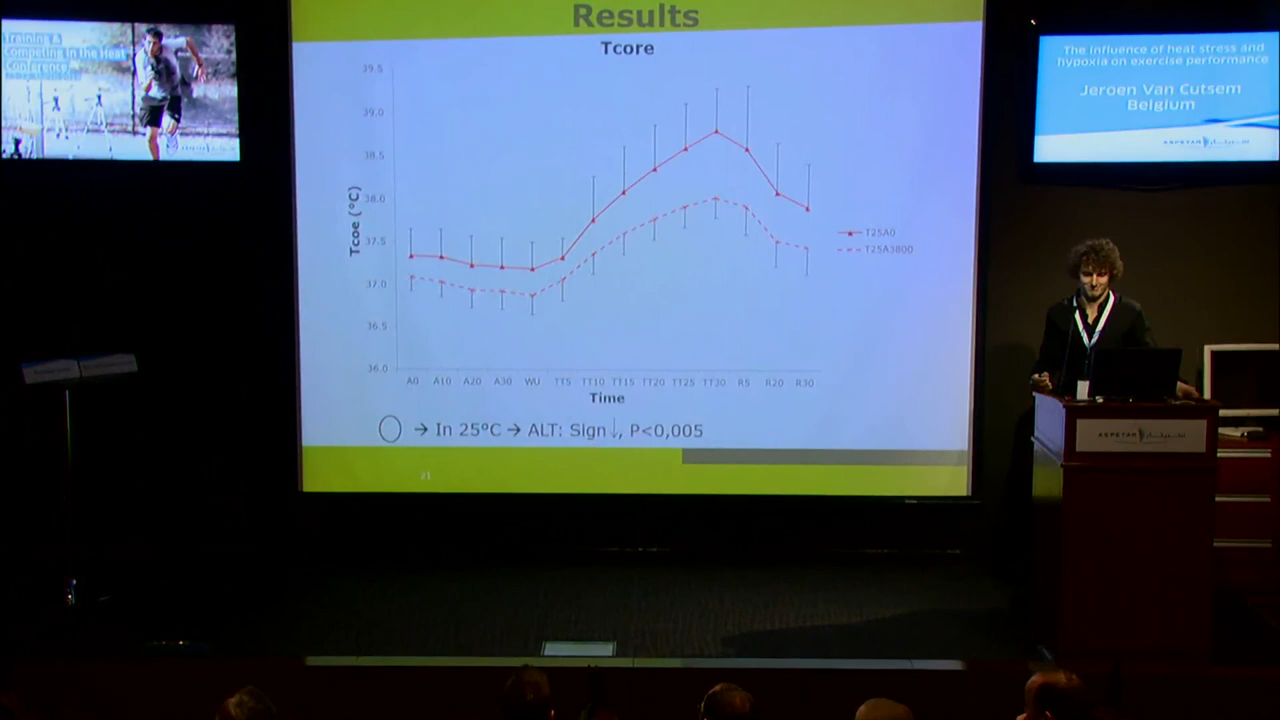 Training &
Competing in the Heat
Conference
Results
Tcore
39.5
39.0
38.5
38.0
37.5
37.0
36.5
36.0
Tcoe (°C)
A0 A10 A20 A30 WU TT5 TT10 TT15 TT20 TT25 TT30 R5 R20 R30
Time
T25A0
T25A3800
→ In 25°C → ALT: Sign↓, P<0,005
21
The influence of heat stress and
hypoxia on exercise performance
Jeroen Van Cutsem
Belgium
ASPETAR
ASPETAR